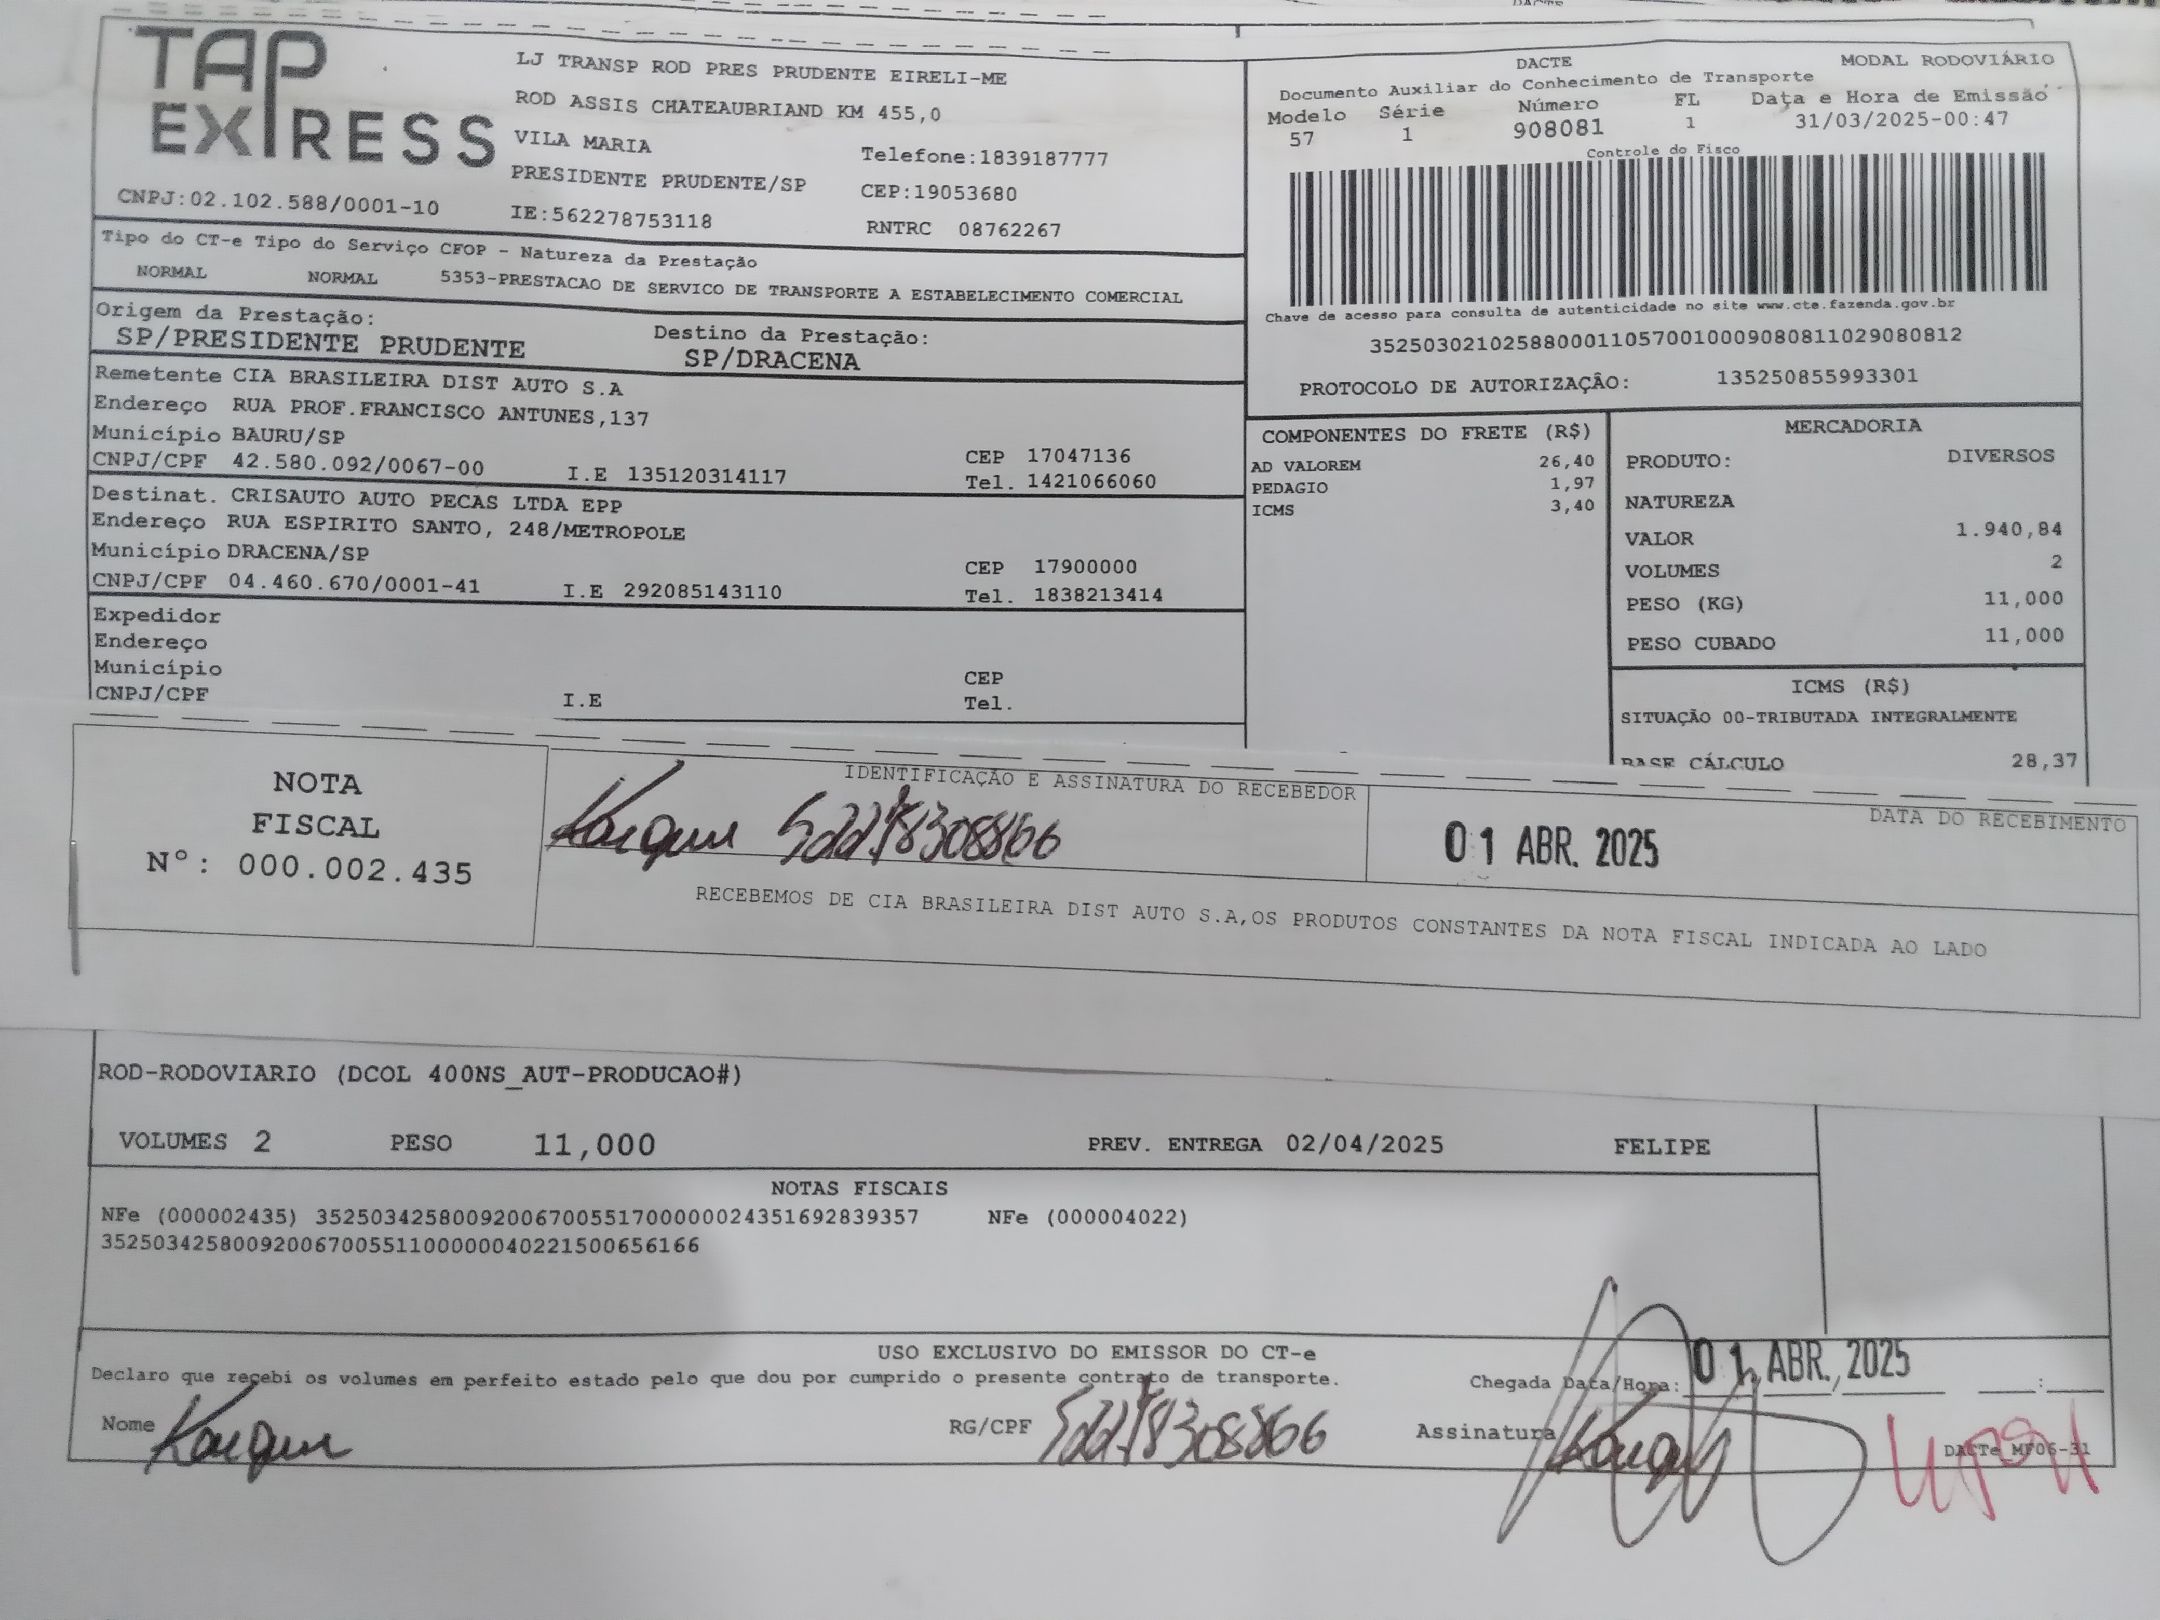 TAP
EXPRESS
CNPJ:02.102.588/0001-10
LJ TRANSP ROD PRES PRUDENTE EIRELI-ME
ROD ASSIS CHATEAUBRIAND KM 455,0
VILA MARIA
Telefone:1839187777
PRESIDENTE PRUDENTE/SP
CEP:19053680
IE:562278753118
RNTRC 08762267
DACTE
MODAL RODOVIÁRIO
Documento Auxiliar do Conhecimento de Transporte
Modelo Série Número FL Data e Hora de Emissão
57 1 908081 1 31/03/2025-00:47
Controle do Fisco
Chave de acesso para consulta de autenticidade no site www.cte.fazenda.gov.br
35250302102588000110570010009080811029080812
PROTOCOLO DE AUTORIZAÇÃO: 135250855993301
Tipo do CT-e Tipo do Serviço CFOP - Natureza da Prestação
NORMAL NORMAL 5353-PRESTACAO DE SERVICO DE TRANSPORTE A ESTABELECIMENTO COMERCIAL
Origem da Prestação: Destino da Prestação:
SP/PRESIDENTE PRUDENTE SP/DRACENA
Remetente CIA BRASILEIRA DIST AUTO S.A
Endereço RUA PROF.FRANCISCO ANTUNES,137
Município BAURU/SP CEP 17047136
CNPJ/CPF 42.580.092/0067-00 I.E 135120314117 Tel. 1421066060
Destinat. CRISAUTO AUTO PECAS LTDA EPP
Endereço RUA ESPIRITO SANTO, 248/METROPOLE
Município DRACENA/SP CEP 17900000
CNPJ/CPF 04.460.670/0001-41 I.E 292085143110 Tel. 1838213414
Expedidor
Endereço
Município CEP
CNPJ/CPF I.E Tel.
COMPONENTES DO FRETE (R$)
AD VALOREM 26,40
PEDAGIO 1,97
ICMS 3,40
MERCADORIA
PRODUTO: DIVERSOS
NATUREZA
VALOR 1.940,84
VOLUMES 2
PESO (KG) 11,000
PESO CUBADO 11,000
ICMS (R$)
SITUAÇÃO 00-TRIBUTADA INTEGRALMENTE
BASE CÁLCULO 28,37
NOTA
FISCAL
Nº: 000.002.435
IDENTIFICAÇÃO E ASSINATURA DO RECEBEDOR
DATA DO RECEBIMENTO
01 ABR. 2025
RECEBEMOS DE CIA BRASILEIRA DIST AUTO S.A,OS PRODUTOS CONSTANTES DA NOTA FISCAL INDICADA AO LADO
ROD-RODOVIARIO (DCOL 400NS_AUT-PRODUCAO#)
VOLUMES 2 PESO 11,000 PREV. ENTREGA 02/04/2025 FELIPE
NOTAS FISCAIS
NFe (000002435) 35250342580092006700551700000024351692839357 NFe (000004022)
35250342580092006700551100000040221500656166
USO EXCLUSIVO DO EMISSOR DO CT-e
Declaro que recebi os volumes em perfeito estado pelo que dou por cumprido o presente contrato de transporte.
Chegada Data/Hora: 01 ABR. 2025
Nome RG/CPF Assinatura
DACTe MF06-31